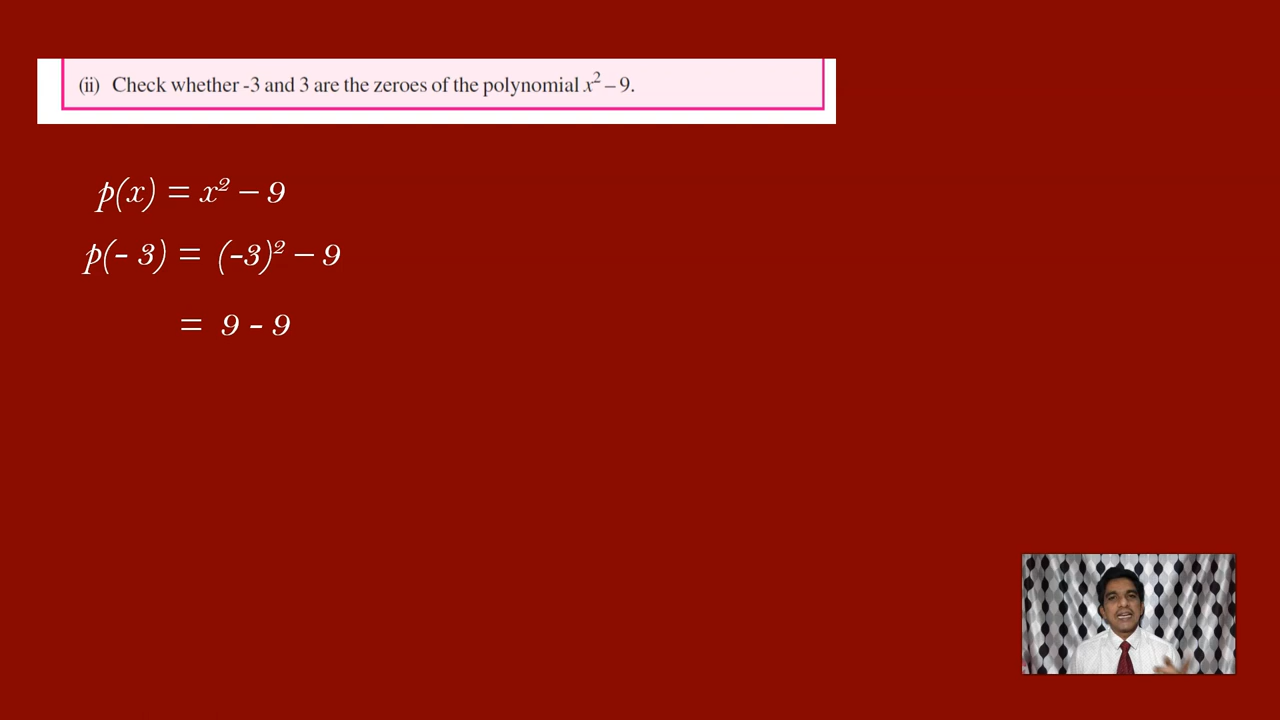 (ii) Check whether -3 and 3 are the zeroes of the polynomial x² – 9.
p(x) = x² – 9
p(- 3) = (-3)² – 9
= 9 - 9